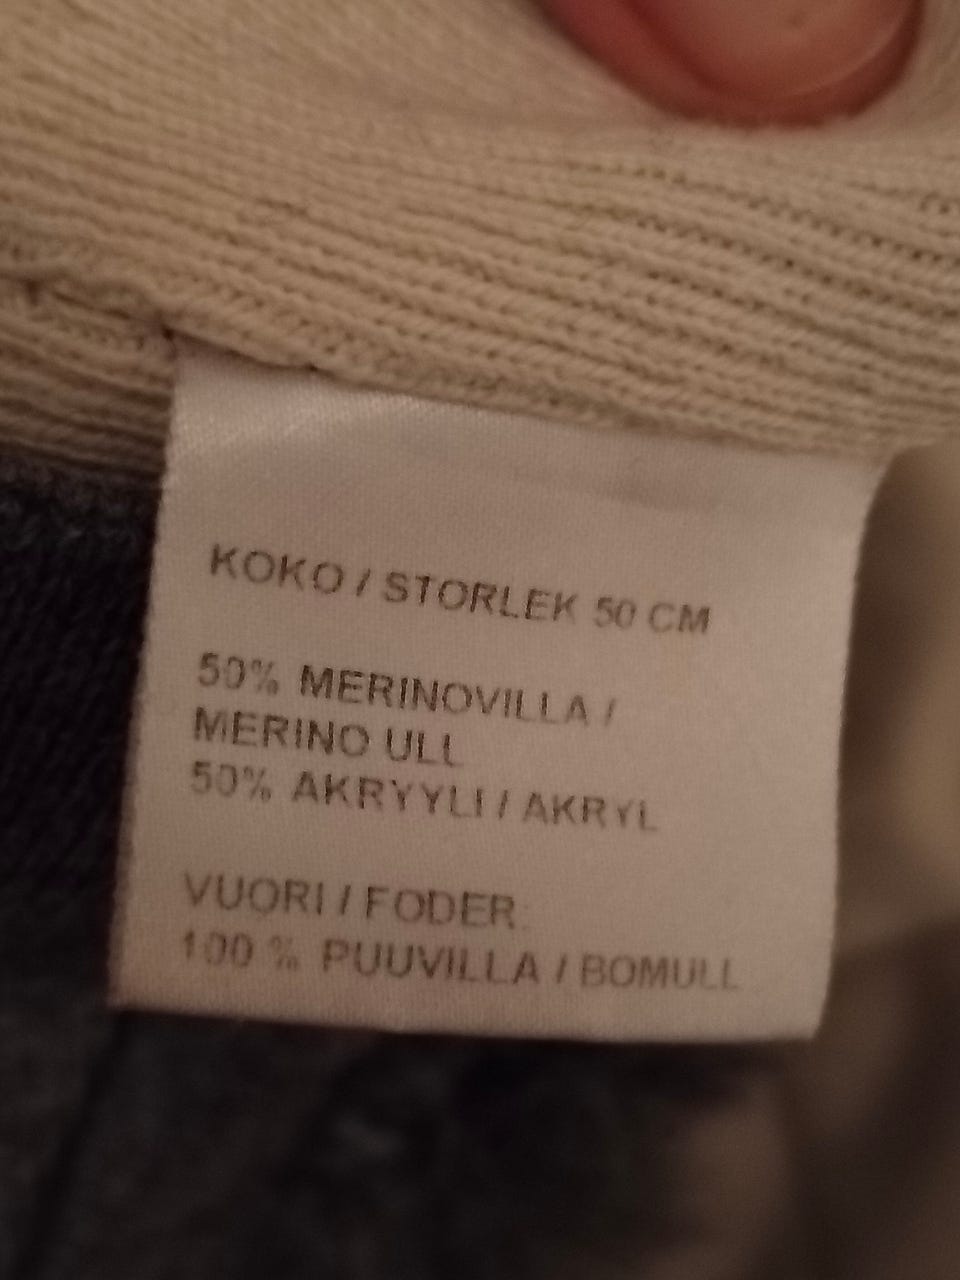 KOKO / STORLEK 50 CM
50% MERINOVILLA /
MERINO ULL
50% AKRYYLI / AKRYL
VUORI / FODER:
100 % PUUVILLA / BOMULL